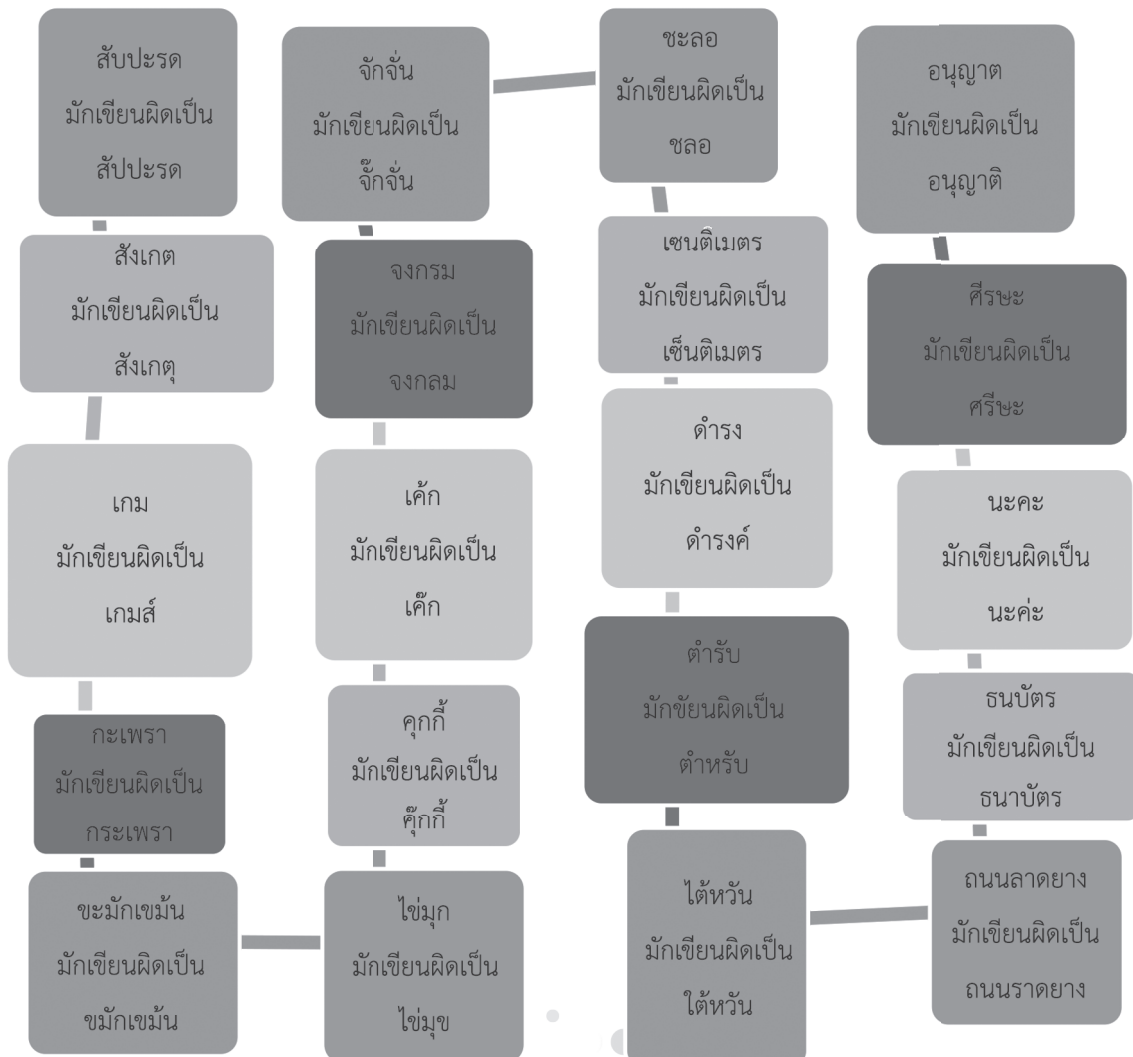 สับปะรด
มักเขียนผิดเป็น
สัปปะรด
สังเกต
มักเขียนผิดเป็น
สังเกตุ
เกม
มักเขียนผิดเป็น
เกมส์
กะเพรา
มักเขียนผิดเป็น
กระเพรา
ขะมักเขม้น
มักเขียนผิดเป็น
ขมักเขม้น
ไข่มุก
มักเขียนผิดเป็น
ไข่มุข
คุกกี้
มักเขียนผิดเป็น
คุ๊กกี้
เค้ก
มักเขียนผิดเป็น
เค๊ก
จงกรม
มักเขียนผิดเป็น
จงกลม
จักจั่น
มักเขียนผิดเป็น
จั๊กจั่น
ชะลอ
มักเขียนผิดเป็น
ชลอ
เซนติเมตร
มักเขียนผิดเป็น
เซ็นติเมตร
ดำรง
มักเขียนผิดเป็น
ดำรงค์
ตำรับ
มักขัยนผิดเป็น
ตำหรับ
ไต้หวัน
มักเขียนผิดเป็น
ใต้หวัน
ถนนลาดยาง
มักเขียนผิดเป็น
ถนนราดยาง
ธนบัตร
มักเขียนผิดเป็น
ธนาบัตร
นะคะ
มักเขียนผิดเป็น
นะค่ะ
ศีรษะ
มักเขียนผิดเป็น
ศรีษะ
อนุญาต
มักเขียนผิดเป็น
อนุญาติ